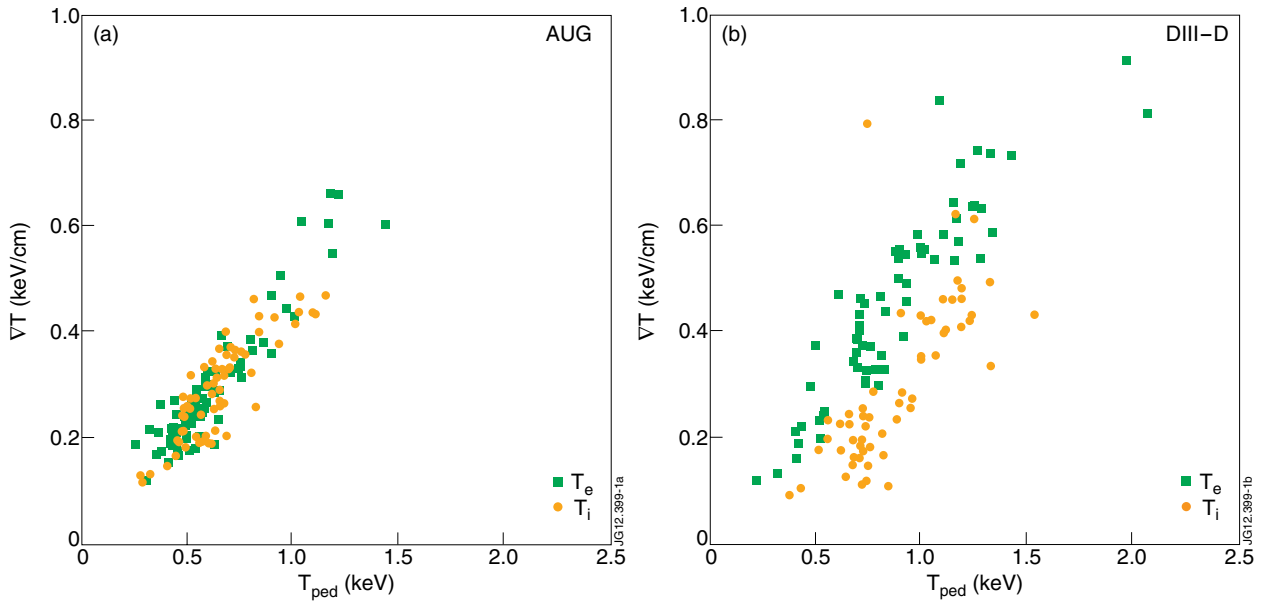 (a) AUG
1.0
0.8
0.6
0.4
0.2
0
∇T (keV/cm)
0 0.5 1.0 1.5 2.0 2.5
T_ped (keV)
T_e
T_i
JG12.399-1a
(b) DIII–D
1.0
0.8
0.6
0.4
0.2
0
∇T (keV/cm)
0 0.5 1.0 1.5 2.0 2.5
T_ped (keV)
T_e
T_i
JG12.399-1b